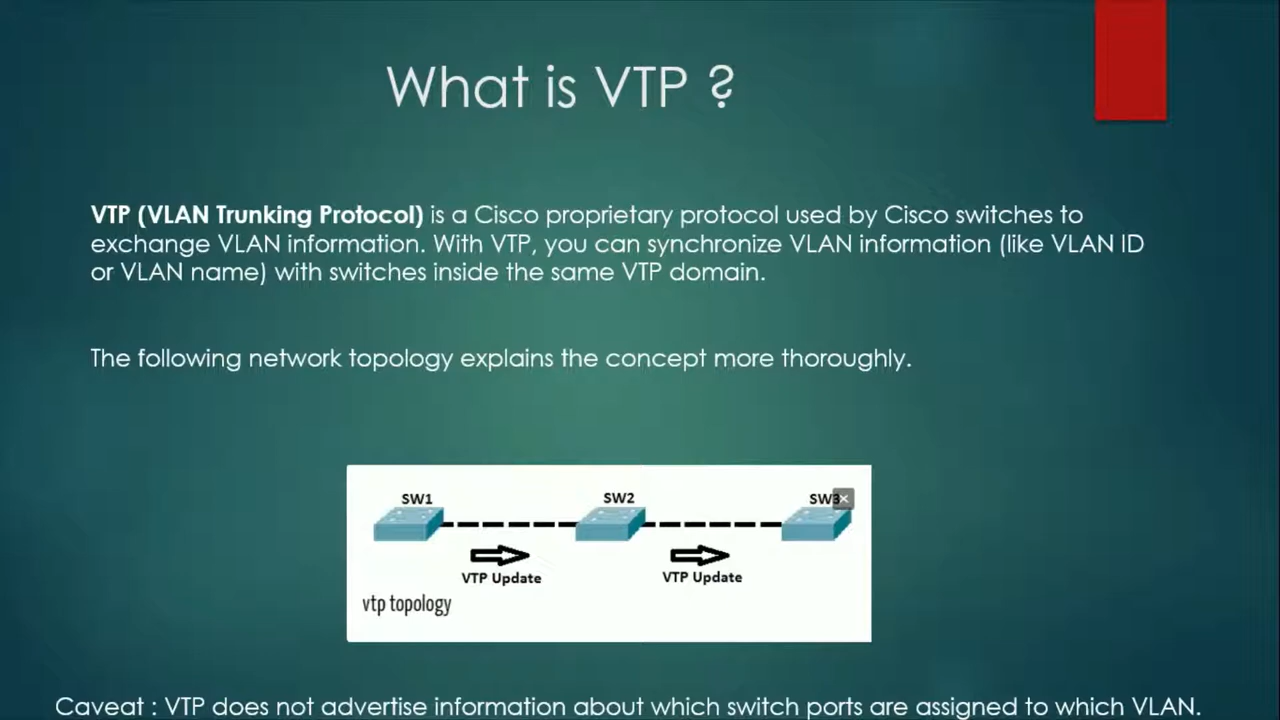 What is VTP ?
VTP (VLAN Trunking Protocol) is a Cisco proprietary protocol used by Cisco switches to
exchange VLAN information. With VTP, you can synchronize VLAN information (like VLAN ID
or VLAN name) with switches inside the same VTP domain.
The following network topology explains the concept more thoroughly.
SW1 SW2 SW3
VTP Update VTP Update
vtp topology
Caveat : VTP does not advertise information about which switch ports are assigned to which VLAN.